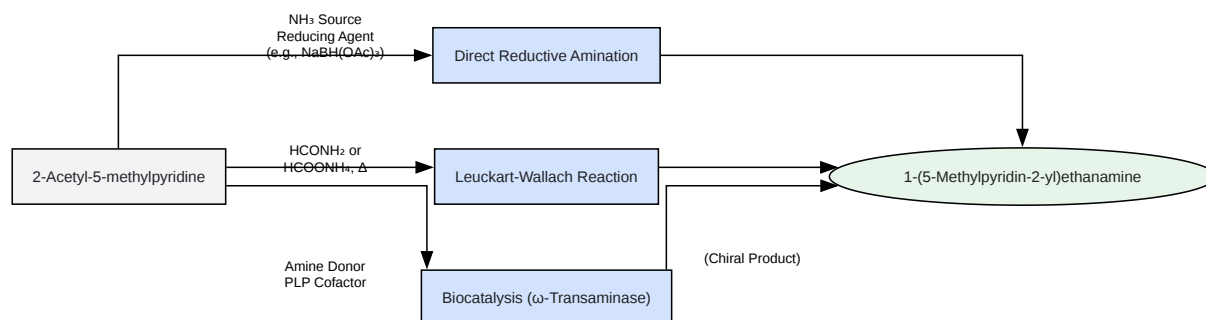 NH₃ Source
Reducing Agent
(e.g., NaBH(OAc)₃)
Direct Reductive Amination
2-Acetyl-5-methylpyridine
HCONH₂ or
HCOONH₄, Δ
Leuckart-Wallach Reaction
1-(5-Methylpyridin-2-yl)ethanamine
Amine Donor
PLP Cofactor
(Chiral Product)
Biocatalysis (ω-Transaminase)